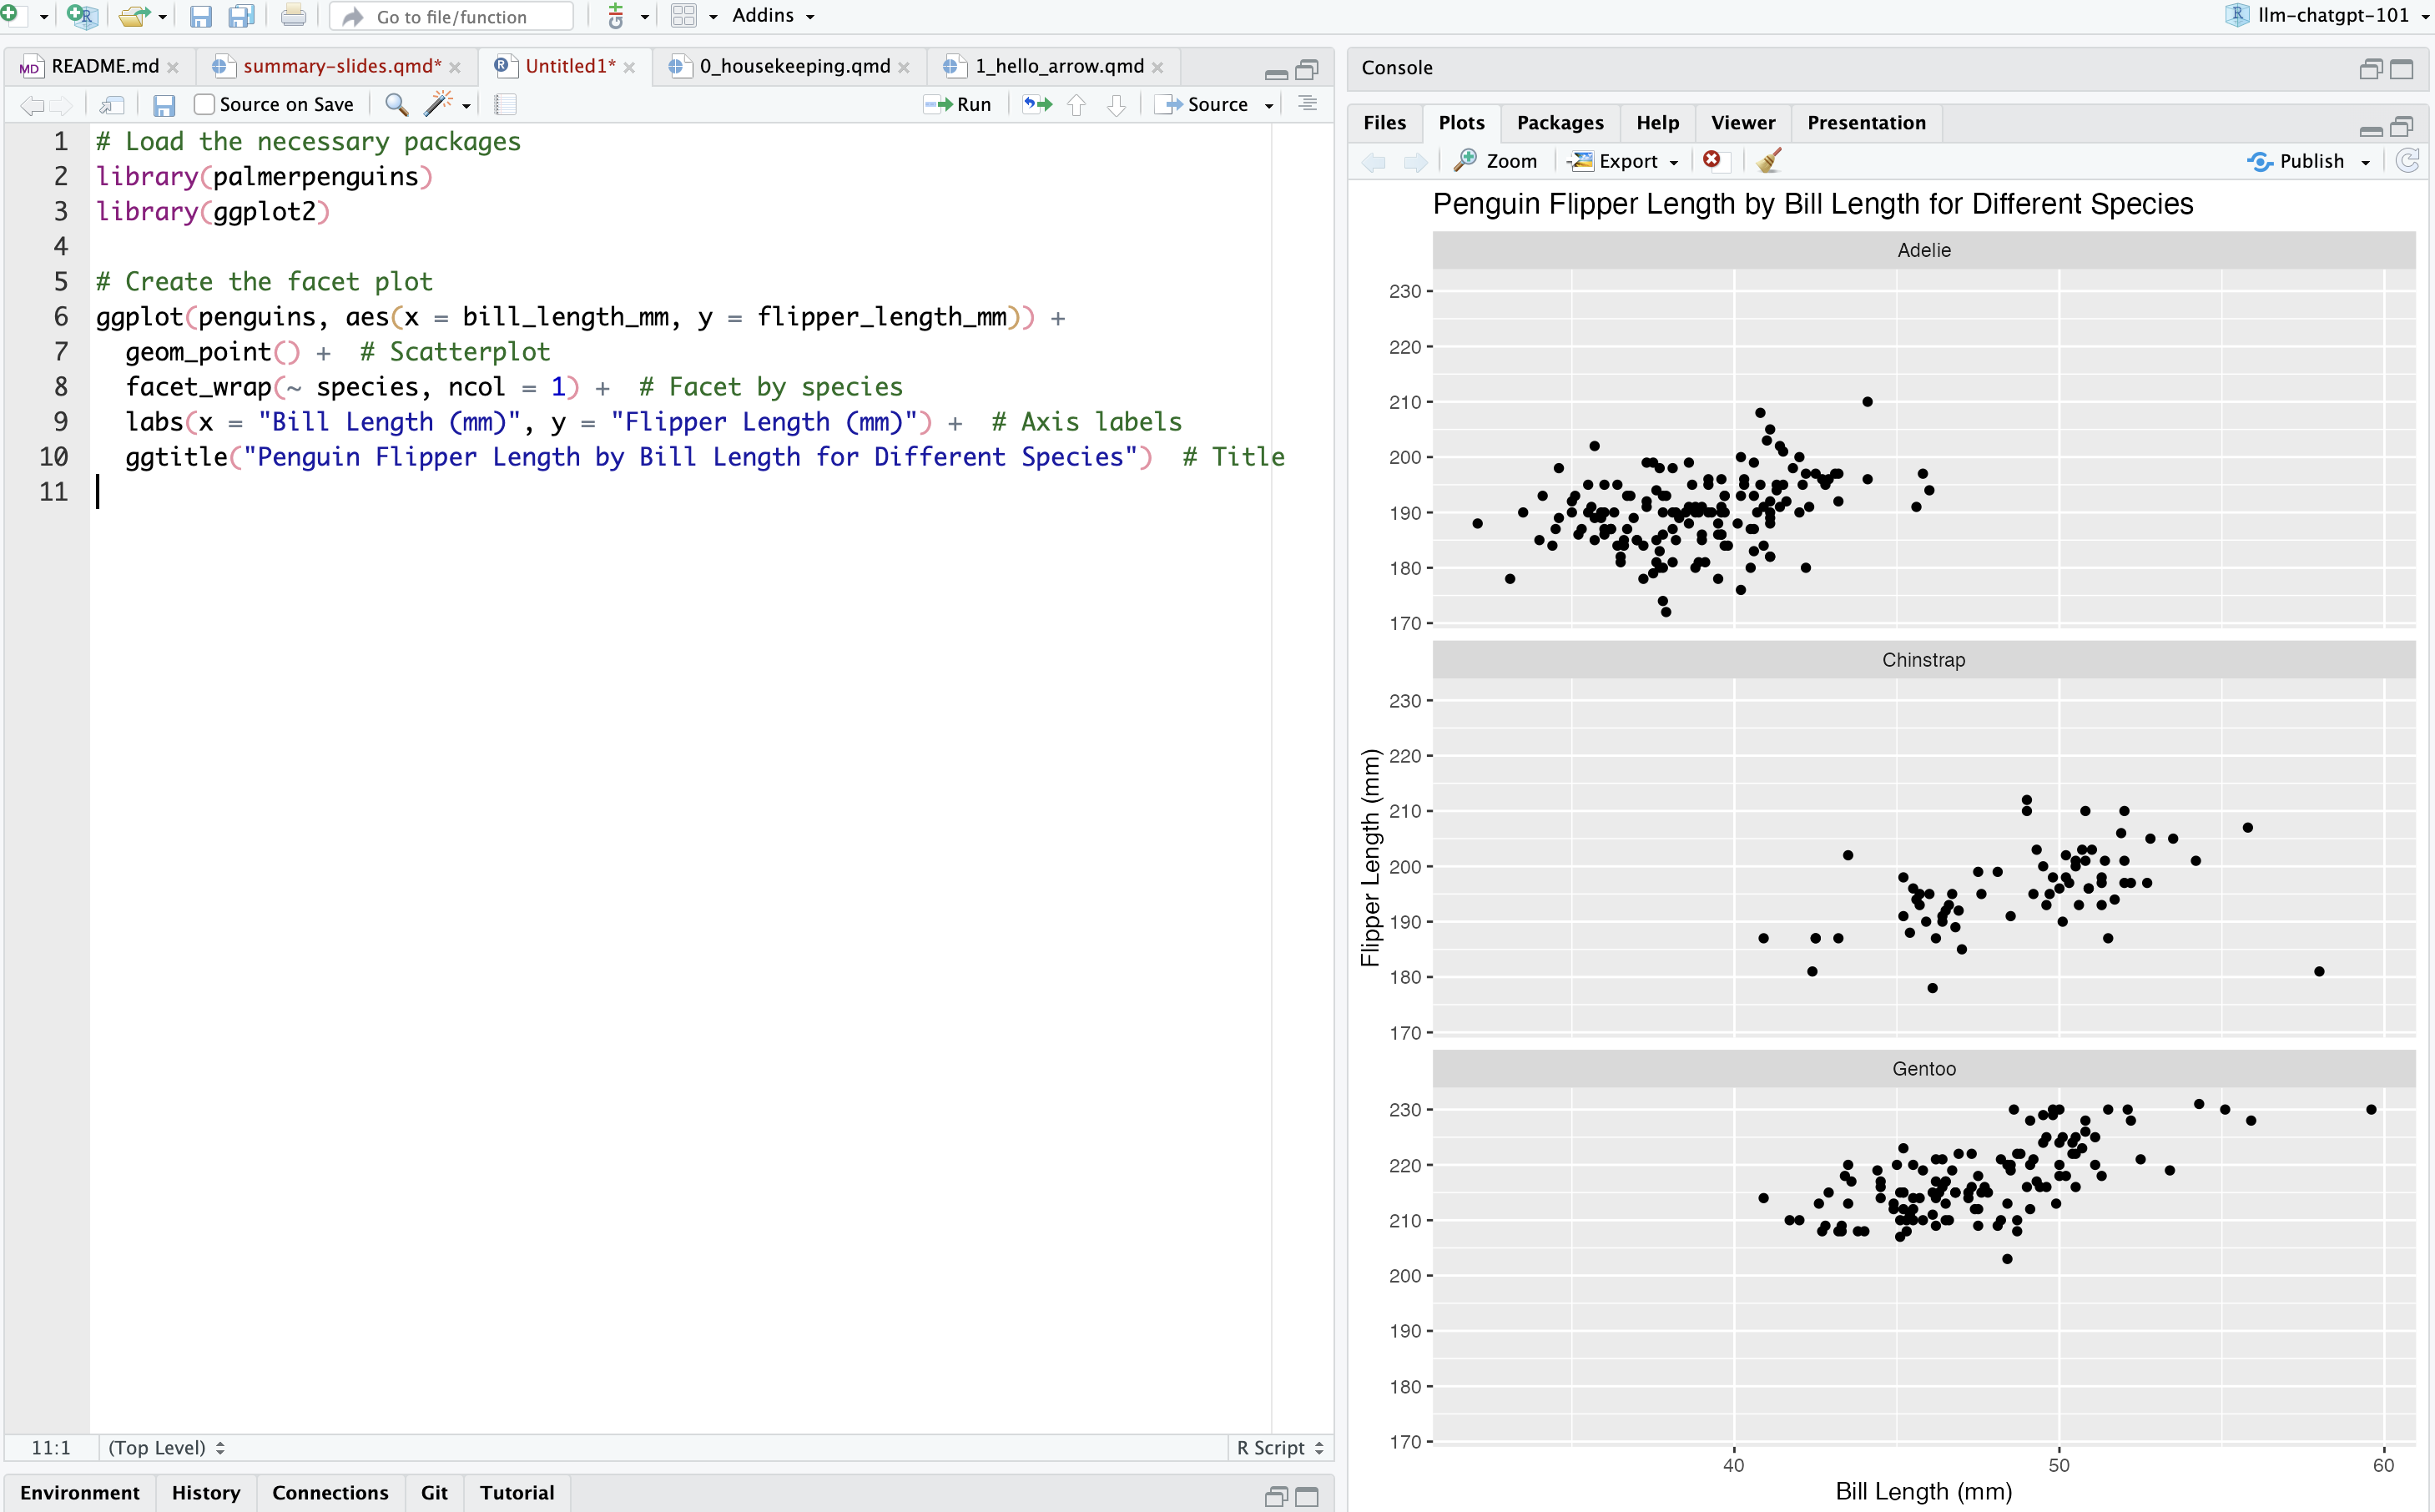 Go to file/function
Addins
llm-chatgpt-101
MD README.md
summary-slides.qmd*
R Untitled1*
0_housekeeping.qmd
1_hello_arrow.qmd
Source on Save
Run
Source
1 # Load the necessary packages
2 library(palmerpenguins)
3 library(ggplot2)
4
5 # Create the facet plot
6 ggplot(penguins, aes(x = bill_length_mm, y = flipper_length_mm)) +
7   geom_point() +  # Scatterplot
8   facet_wrap(~ species, ncol = 1) +  # Facet by species
9   labs(x = "Bill Length (mm)", y = "Flipper Length (mm)") +  # Axis labels
10   ggtitle("Penguin Flipper Length by Bill Length for Different Species")  # Title
11
11:1 (Top Level) R Script
Environment History Connections Git Tutorial
Console
Files Plots Packages Help Viewer Presentation
Zoom Export Publish
Penguin Flipper Length by Bill Length for Different Species
Adelie
230
220
210
200
190
180
170
Chinstrap
230
220
210
200
190
180
170
Gentoo
230
220
210
200
190
180
170
Flipper Length (mm)
40 50 60
Bill Length (mm)